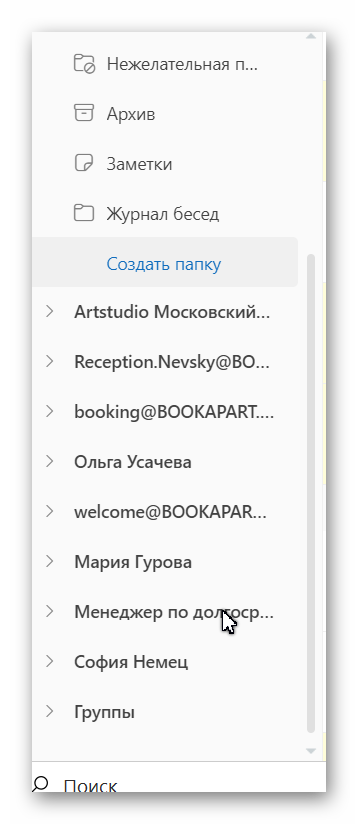 Нежелательная п...
Архив
Заметки
Журнал бесед
Создать папку
Artstudio Московский...
Reception.Nevsky@BO...
booking@BOOKAPART....
Ольга Усачева
welcome@BOOKAPAR...
Мария Гурова
Менеджер по долгоср...
София Немец
Группы
Поиск